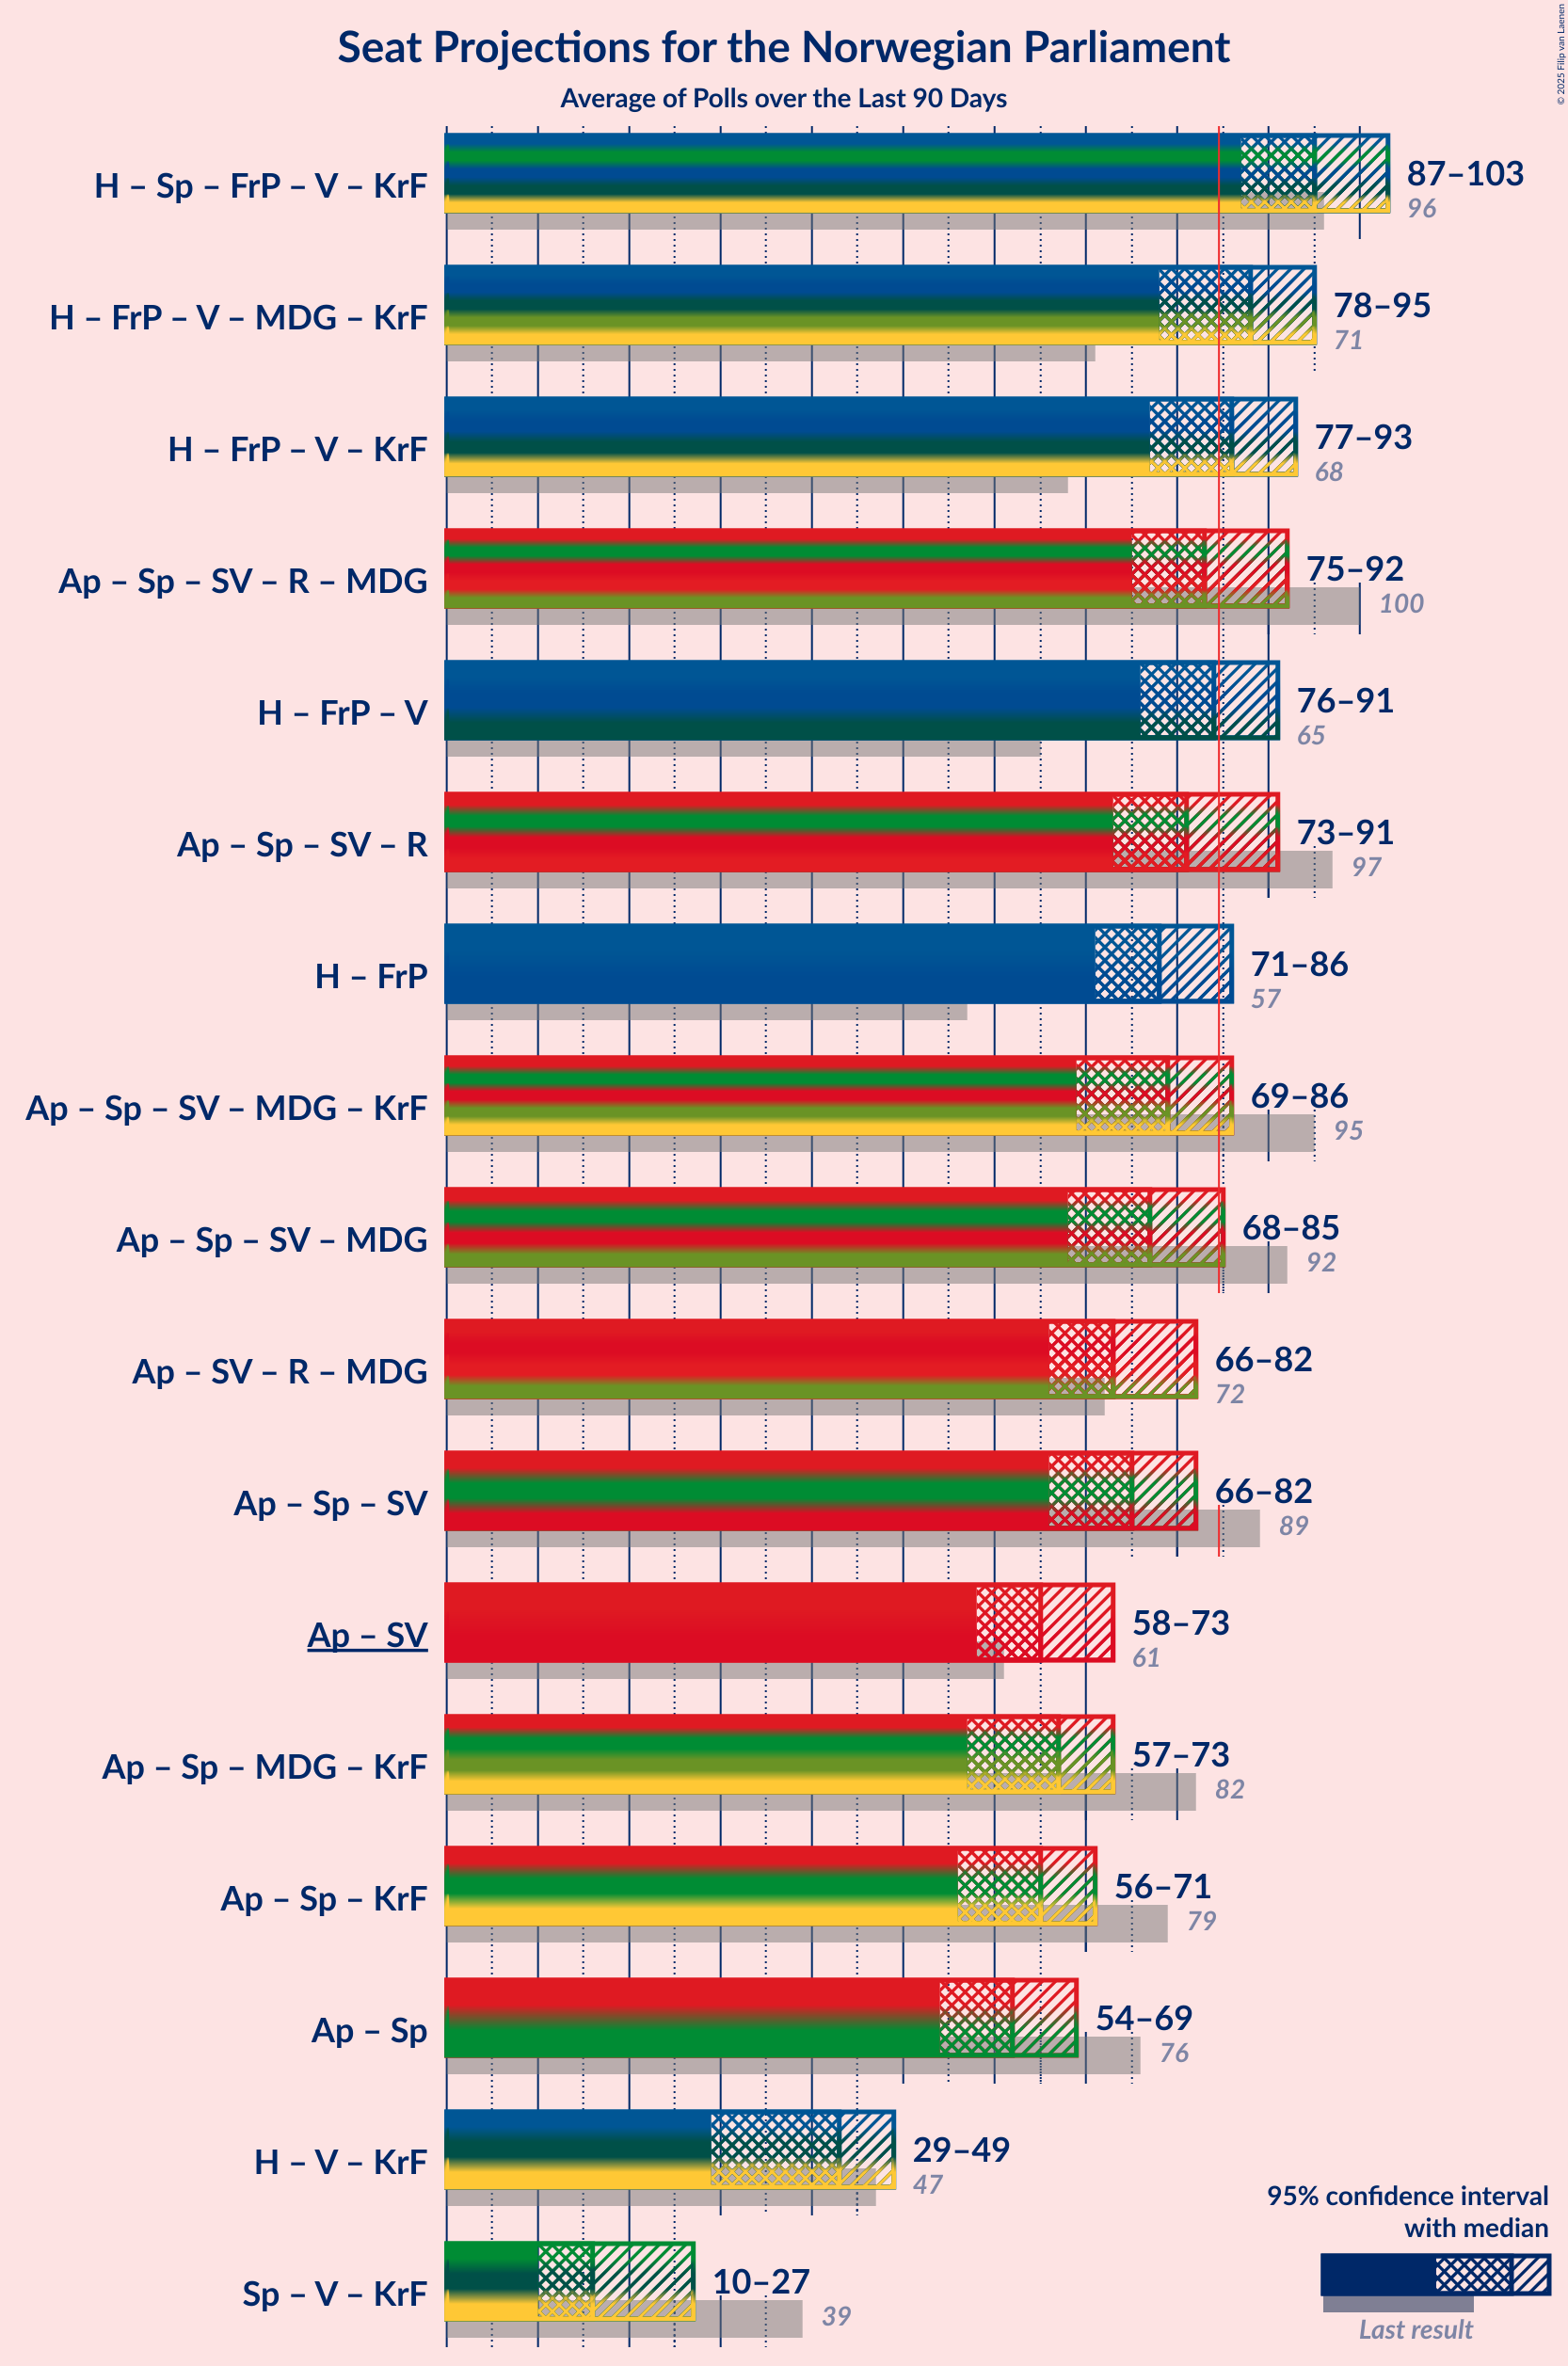 Seat Projections for the Norwegian Parliament
Average of Polls over the Last 90 Days
© 2025 Filip van Laenen
H – Sp – FrP – V – KrF
87–103
96
H – FrP – V – MDG – KrF
78–95
71
H – FrP – V – KrF
77–93
68
Ap – Sp – SV – R – MDG
75–92
100
H – FrP – V
76–91
65
Ap – Sp – SV – R
73–91
97
H – FrP
71–86
57
Ap – Sp – SV – MDG – KrF
69–86
95
Ap – Sp – SV – MDG
68–85
92
Ap – SV – R – MDG
66–82
72
Ap – Sp – SV
66–82
89
Ap – SV
58–73
61
Ap – Sp – MDG – KrF
57–73
82
Ap – Sp – KrF
56–71
79
Ap – Sp
54–69
76
H – V – KrF
29–49
47
Sp – V – KrF
10–27
39
95% confidence interval
with median
Last result